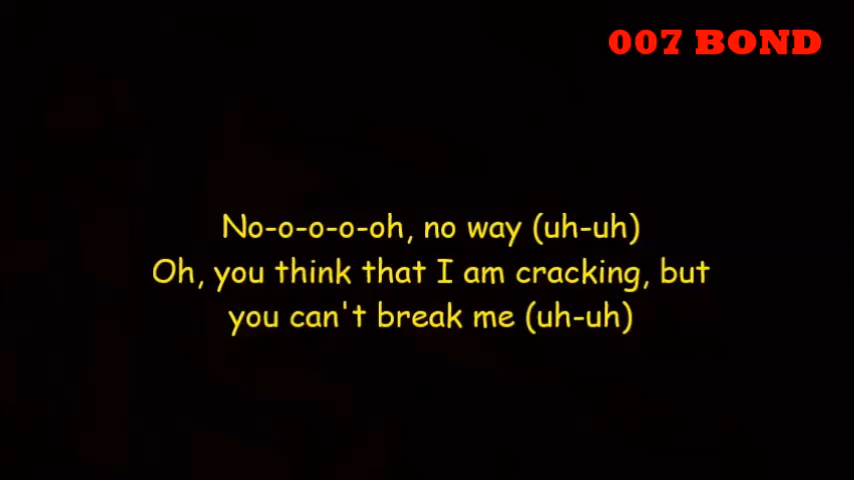 007 BOND
No-o-o-o-oh, no way (uh-uh)
Oh, you think that I am cracking, but
you can't break me (uh-uh)